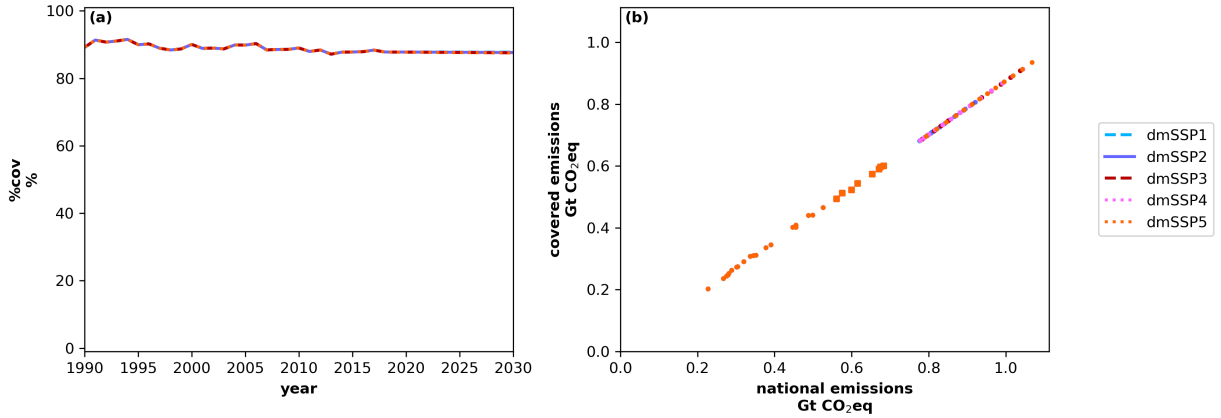 (a)
100
80
60
40
20
0
%cov
%
1990 1995 2000 2005 2010 2015 2020 2025 2030
year
(b)
1.0
0.8
0.6
0.4
0.2
0.0
covered emissions
Gt CO₂eq
0.0 0.2 0.4 0.6 0.8 1.0
national emissions
Gt CO₂eq
dmSSP1
dmSSP2
dmSSP3
dmSSP4
dmSSP5